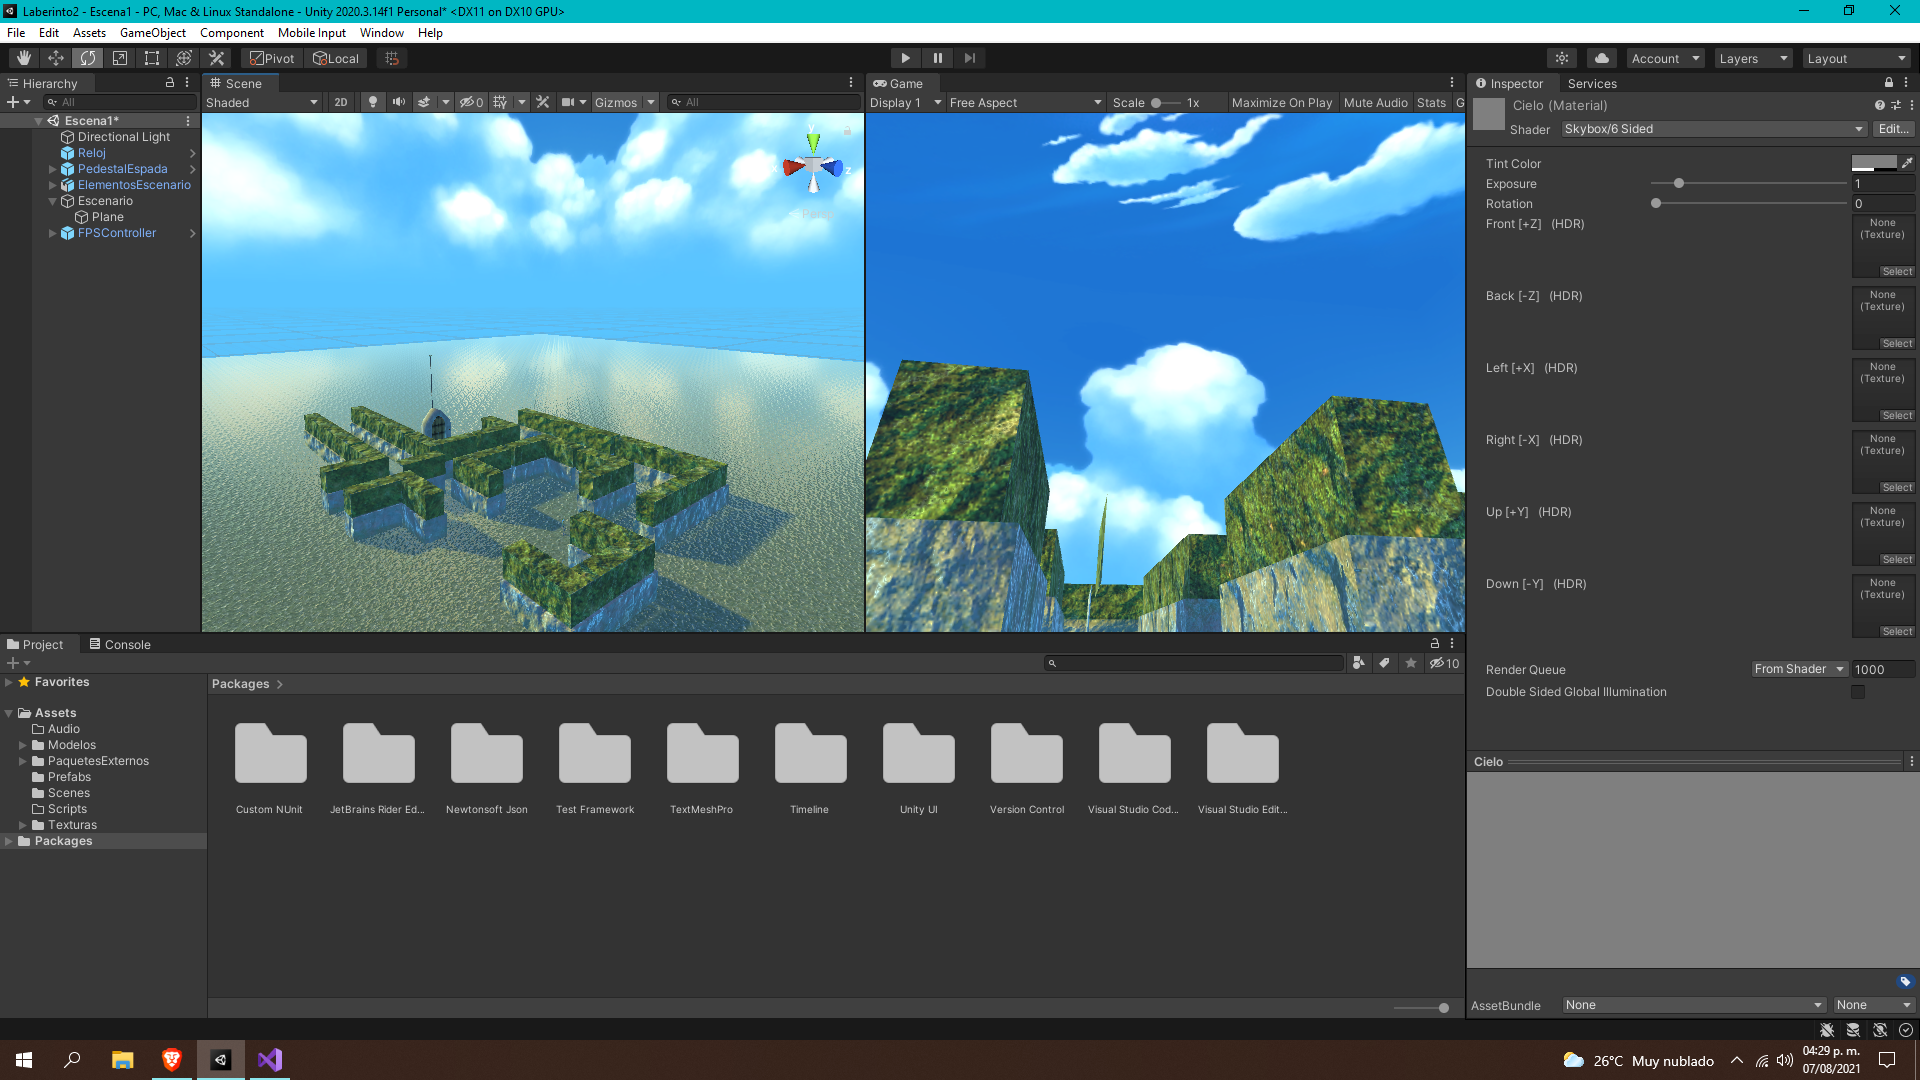 Laberinto2 - Escena1 - PC, Mac & Linux Standalone - Unity 2020.3.14f1 Personal* <DX11 on DX10 GPU>
File Edit Assets GameObject Component Mobile Input Window Help
Pivot Local Account Layers Layout
Hierarchy
All
Escena1*
Directional Light
Reloj
PedestalEspada
ElementosEscenario
Escenario
Plane
FPSController
Scene
Shaded 2D 0 Gizmos All
y
x
z
Persp
Game
Display 1 Free Aspect Scale 1x Maximize On Play Mute Audio Stats G
Inspector Services
Cielo (Material)
Shader Skybox/6 Sided Edit...
Tint Color
Exposure 1
Rotation 0
Front [+Z] (HDR) None (Texture) Select
Back [-Z] (HDR) None (Texture) Select
Left [+X] (HDR) None (Texture) Select
Right [-X] (HDR) None (Texture) Select
Up [+Y] (HDR) None (Texture) Select
Down [-Y] (HDR) None (Texture) Select
Render Queue From Shader 1000
Double Sided Global Illumination
Cielo
AssetBundle None None
Project Console
10
Favorites
Assets
Audio
Modelos
PaquetesExternos
Prefabs
Scenes
Scripts
Texturas
Packages
Packages
Custom NUnit JetBrains Rider Ed... Newtonsoft Json Test Framework TextMeshPro Timeline Unity UI Version Control Visual Studio Cod... Visual Studio Edit...
26°C Muy nublado
04:29 p. m.
07/08/2021